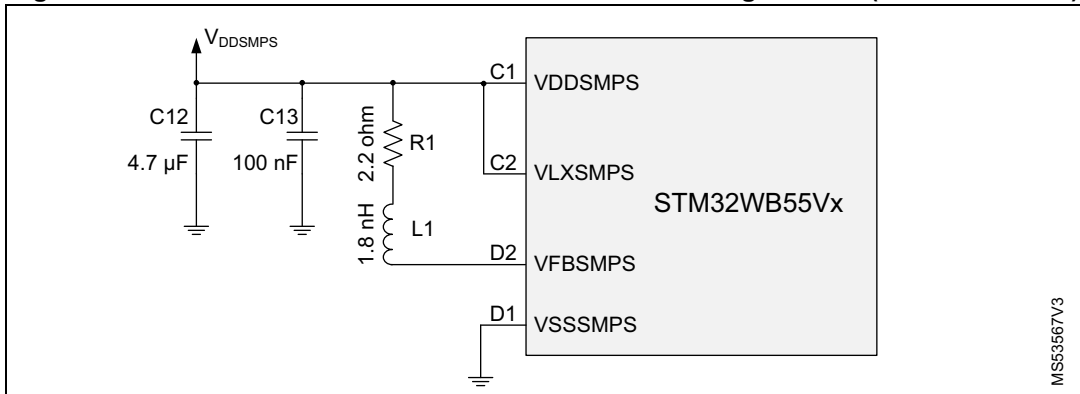 VDDSMPS
C12
4.7 µF
C13
100 nF
2.2 ohm
R1
1.8 nH
L1
C1
VDDSMPS
C2
VLXSMPS
STM32WB55Vx
D2
VFBSMPS
D1
VSSSMPS
MS53567V3